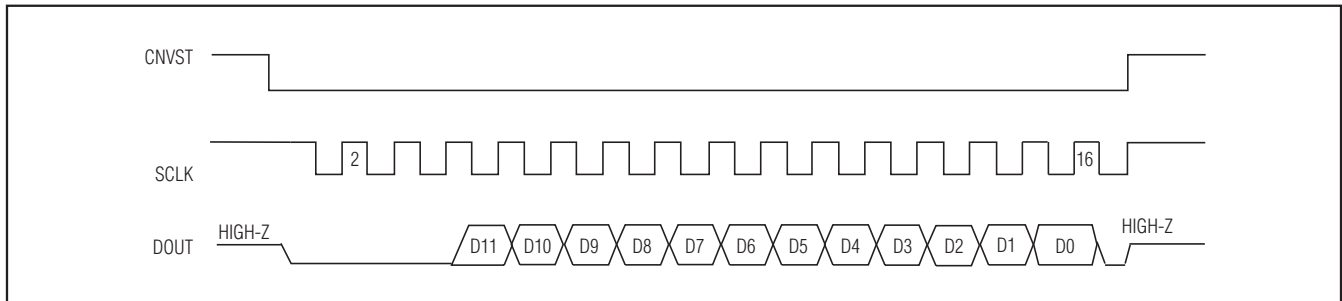 CNVST
SCLK
2
16
DOUT
HIGH-Z
D11
D10
D9
D8
D7
D6
D5
D4
D3
D2
D1
D0
HIGH-Z